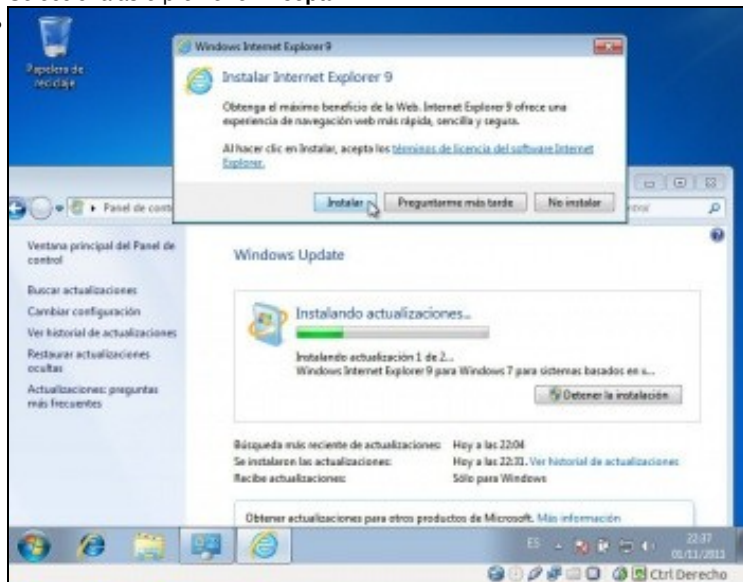 Papelera de
reciclaje
Windows Internet Explorer 9
Instalar Internet Explorer 9
Obtenga el máximo beneficio de la Web. Internet Explorer 9 ofrece una
experiencia de navegación web más rápida, sencilla y segura.
Al hacer clic en Instalar, acepta los términos de licencia del software Internet
Explorer.
Instalar
Preguntarme más tarde
No instalar
Panel de cont
Ventana principal del Panel de
control
Buscar actualizaciones
Cambiar configuración
Ver historial de actualizaciones
Restaurar actualizaciones
ocultas
Actualizaciones: preguntas
más frecuentes
Windows Update
Instalando actualizaciones...
Instalando actualización 1 de 2...
Windows Internet Explorer 9 para Windows 7 para sistemas basados en s...
Detener la instalación
Búsqueda más reciente de actualizaciones: Hoy a las 22:04
Se instalaron las actualizaciones: Hoy a las 22:31. Ver historial de actualizaciones
Recibe actualizaciones: Sólo para Windows
Obtener actualizaciones para otros productos de Microsoft. Más información
ES
22:37
01/11/2011
Ctrl Derecho